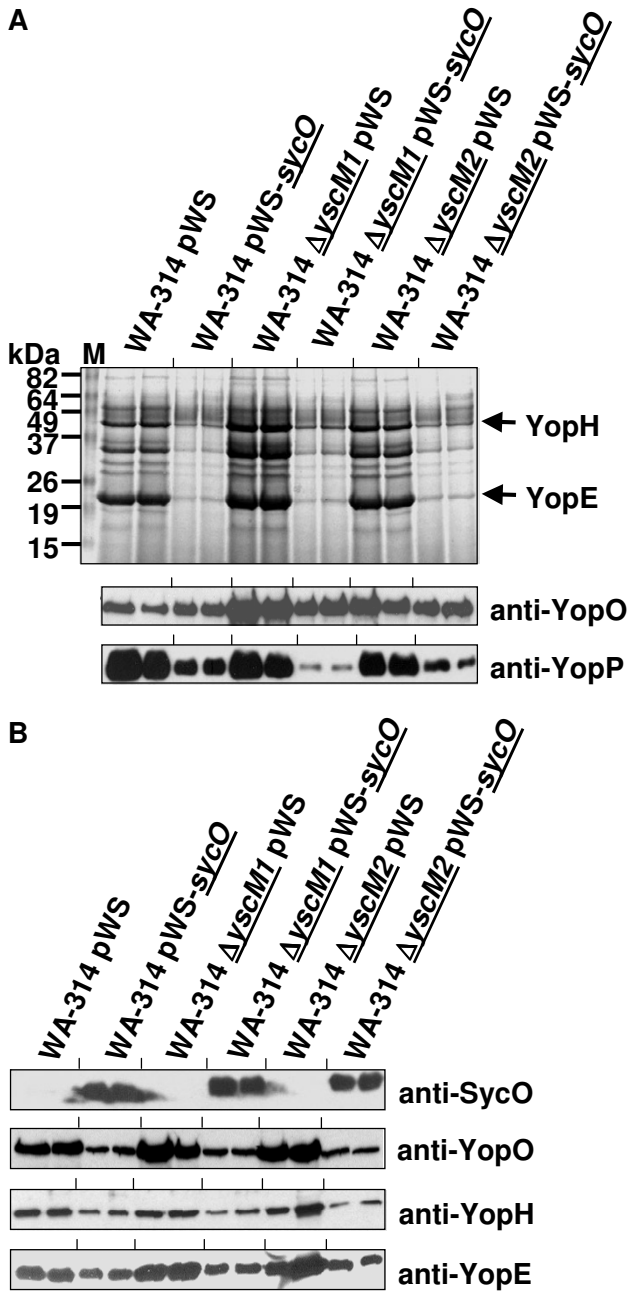 A
WA-314 pWS
WA-314 pWS-sycO
WA-314 ΔyscM1 pWS
WA-314 ΔyscM1 pWS-sycO
WA-314 ΔyscM2 pWS
WA-314 ΔyscM2 pWS-sycO
kDa M
82
64
49
37
26
19
15
YopH
YopE
anti-YopO
anti-YopP
B
WA-314 pWS
WA-314 pWS-sycO
WA-314 ΔyscM1 pWS
WA-314 ΔyscM1 pWS-sycO
WA-314 ΔyscM2 pWS
WA-314 ΔyscM2 pWS-sycO
anti-SycO
anti-YopO
anti-YopH
anti-YopE